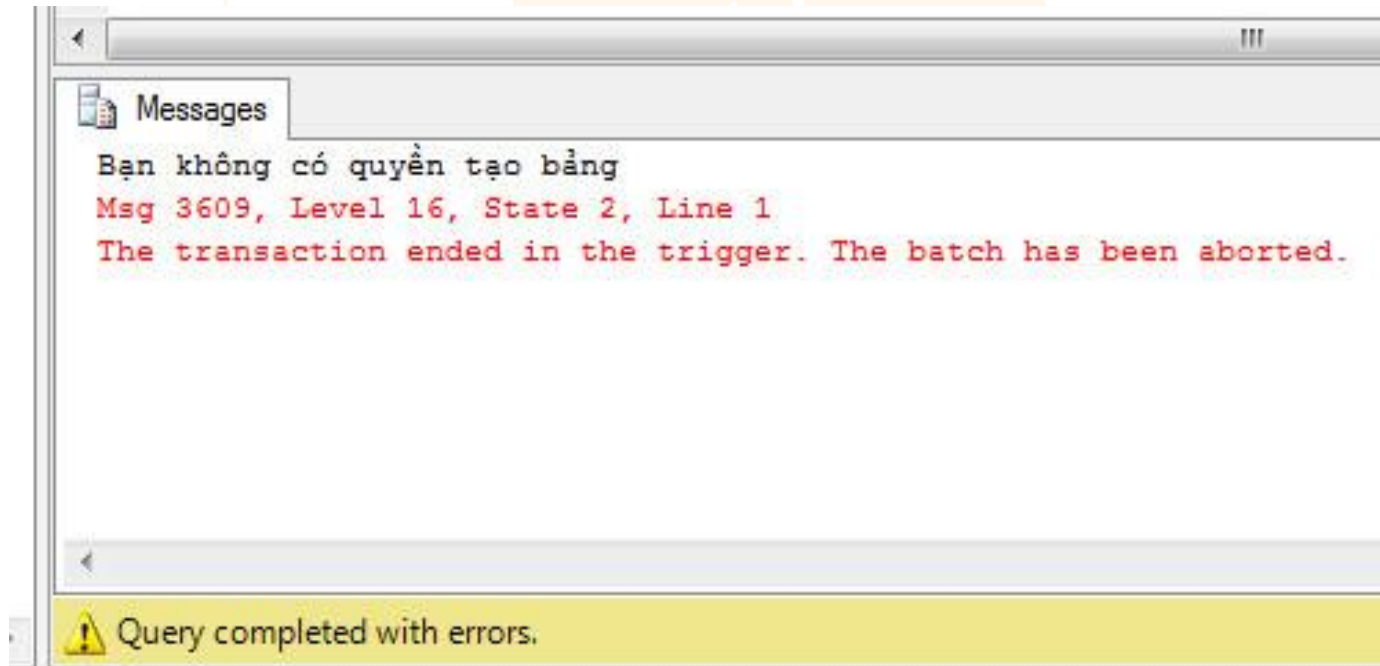 Messages
Bạn không có quyền tạo bảng
Msg 3609, Level 16, State 2, Line 1
The transaction ended in the trigger. The batch has been aborted.
Query completed with errors.